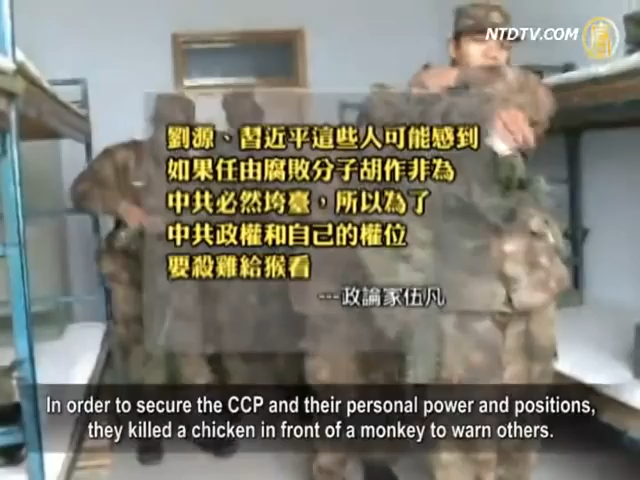 NTDTV.COM
劉源、習近平這些人可能感到
如果任由腐敗分子胡作非為
中共必然垮臺，所以為了
中共政權和自己的權位
要殺雞給猴看
---政論家伍凡
In order to secure the CCP and their personal power and positions,
they killed a chicken in front of a monkey to warn others.